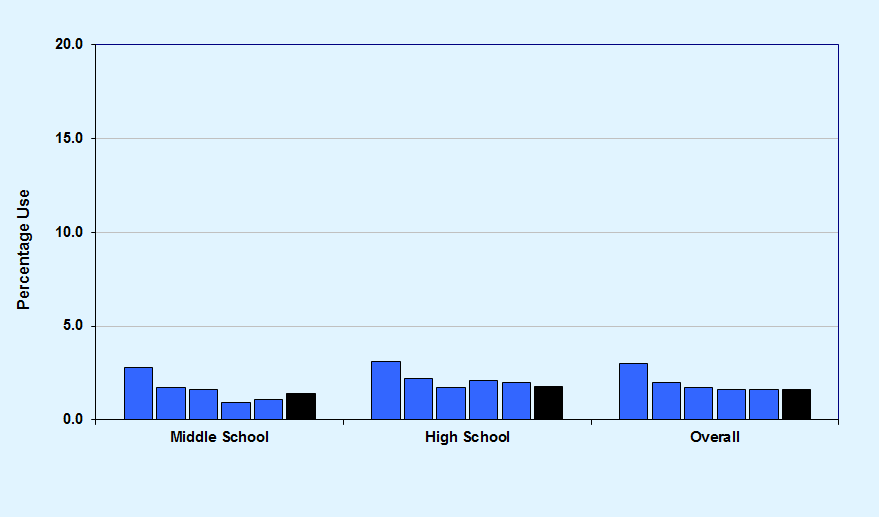 20.0
15.0
10.0
5.0
0.0
Percentage Use
Middle School
High School
Overall